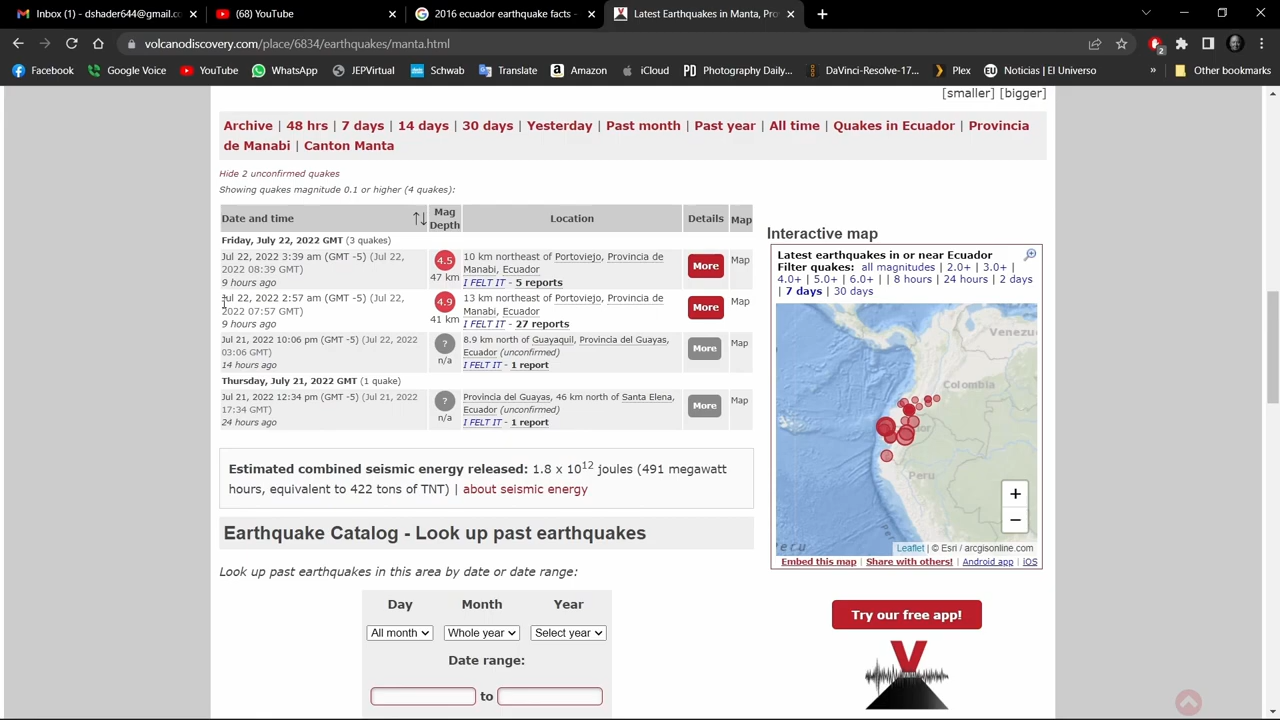 Inbox (1) - dshader644@gmail.c
(68) YouTube
2016 ecuador earthquake facts -
Latest Earthquakes in Manta, Pro
volcanodiscovery.com/place/6834/earthquakes/manta.html
2
Facebook
Google Voice
YouTube
WhatsApp
JEPVirtual
Schwab
Translate
Amazon
iCloud
PD Photography Daily...
DaVinci-Resolve-17...
Plex
EU Noticias | El Universo
»
Other bookmarks
[smaller] [bigger]
Archive | 48 hrs | 7 days | 14 days | 30 days | Yesterday | Past month | Past year | All time | Quakes in Ecuador | Provincia
de Manabi | Canton Manta
Hide 2 unconfirmed quakes
Showing quakes magnitude 0.1 or higher (4 quakes):
Date and time
Mag
Depth
Location
Details
Map
Friday, July 22, 2022 GMT (3 quakes)
Jul 22, 2022 3:39 am (GMT -5) (Jul 22,
2022 08:39 GMT)
9 hours ago
4.5
47 km
10 km northeast of Portoviejo, Provincia de
Manabi, Ecuador
I FELT IT - 5 reports
More
Map
Jul 22, 2022 2:57 am (GMT -5) (Jul 22,
2022 07:57 GMT)
9 hours ago
4.9
41 km
13 km northeast of Portoviejo, Provincia de
Manabi, Ecuador
I FELT IT - 27 reports
More
Map
Jul 21, 2022 pm (GMT -5) (Jul 22, 2022
03:06 GMT)
14 hours ago
?
n/a
8.9 km north of Guayaquil, Provincia del Guayas,
Ecuador (unconfirmed)
I FELT IT - 1 report
More
Map
Thursday, July 21, 2022 GMT (1 quake)
Jul 21, 2022 12:34 pm (GMT -5) (Jul 21, 2022
17:34 GMT)
24 hours ago
?
n/a
Provincia del Guayas, 46 km north of Santa Elena,
Ecuador (unconfirmed)
I FELT IT - 1 report
More
Map
Estimated combined seismic energy released: 1.8 x 10¹² joules (491 megawatt
hours, equivalent to 422 tons of TNT) | about seismic energy
Earthquake Catalog - Look up past earthquakes
Look up past earthquakes in this area by date or date range:
Day
Month
Year
All month
Whole year
Select year
Date range:
to
Interactive map
Latest earthquakes in or near Ecuador
Filter quakes: all magnitudes | 2.0+ | 3.0+ |
4.0+ | 5.0+ | 6.0+ | | 8 hours | 24 hours | 2 days
| 7 days | 30 days
Venezu
Colombia
Peru
+
−
Leaflet | © Esri / arcgisonline.com
Embed this map | Share with others! | Android app | iOS
Try our free app!